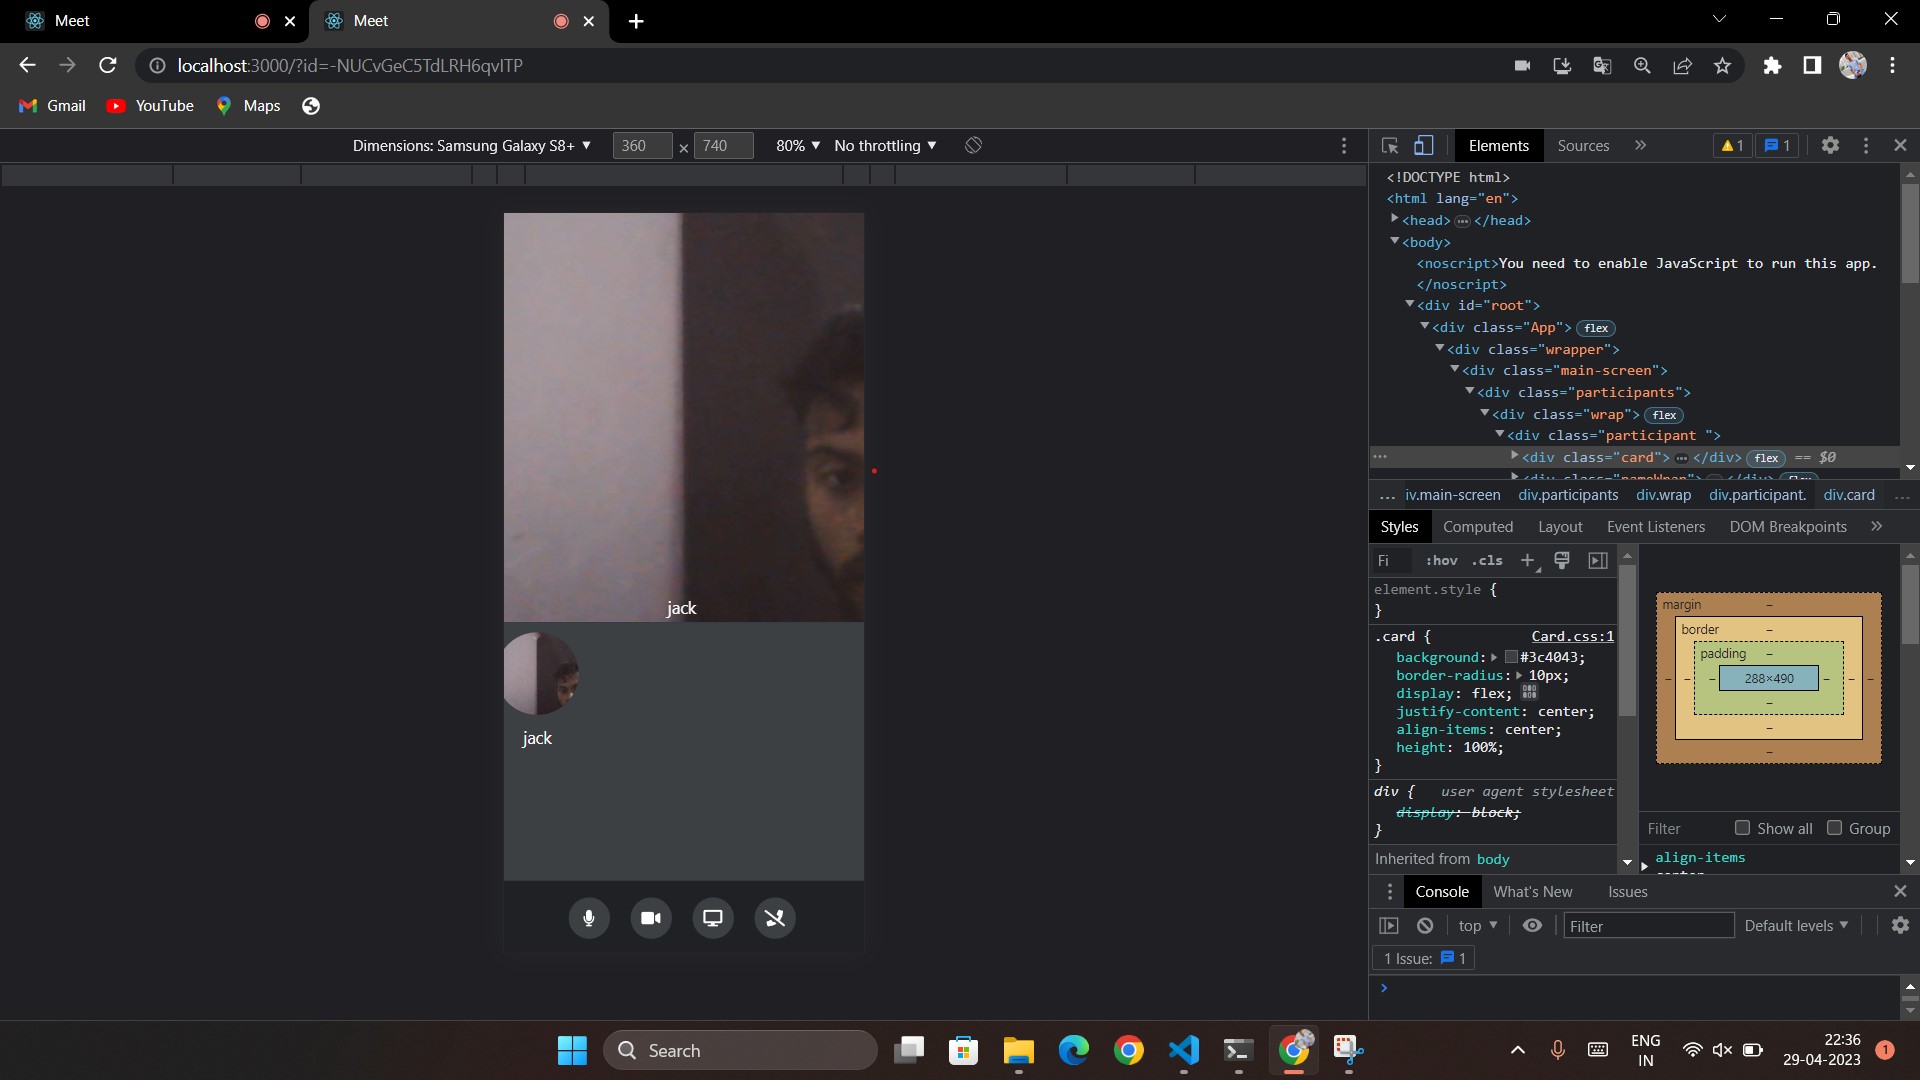 Meet
Meet
localhost:3000/?id=-NUCvGeC5TdLRH6qvITP
Gmail YouTube Maps
Dimensions: Samsung Galaxy S8+ 360 × 740 80% No throttling
Elements Sources » 1 1
<!DOCTYPE html>
<html lang="en">
<head> … </head>
<body>
<noscript>You need to enable JavaScript to run this app.
</noscript>
<div id="root">
<div class="App"> flex
<div class="wrapper">
<div class="main-screen">
<div class="participants">
<div class="wrap"> flex
<div class="participant ">
… <div class="card"> … </div> flex == $0
<div class="nameWrap"> … </div> flex
… iv.main-screen div.participants div.wrap div.participant. div.card …
Styles Computed Layout Event Listeners DOM Breakpoints »
Fi :hov .cls +
element.style {
}
.card { Card.css:1
background: #3c4043;
border-radius: 10px;
display: flex;
justify-content: center;
align-items: center;
height: 100%;
}
div { user agent stylesheet
display: block;
}
Inherited from body
margin –
border –
padding –
– – – 288×490 – – –
–
–
–
Filter Show all Group
align-items
center
Console What's New Issues
top Filter Default levels
1 Issue: 1
jack
jack
Search
ENG
IN
22:36
29-04-2023
1